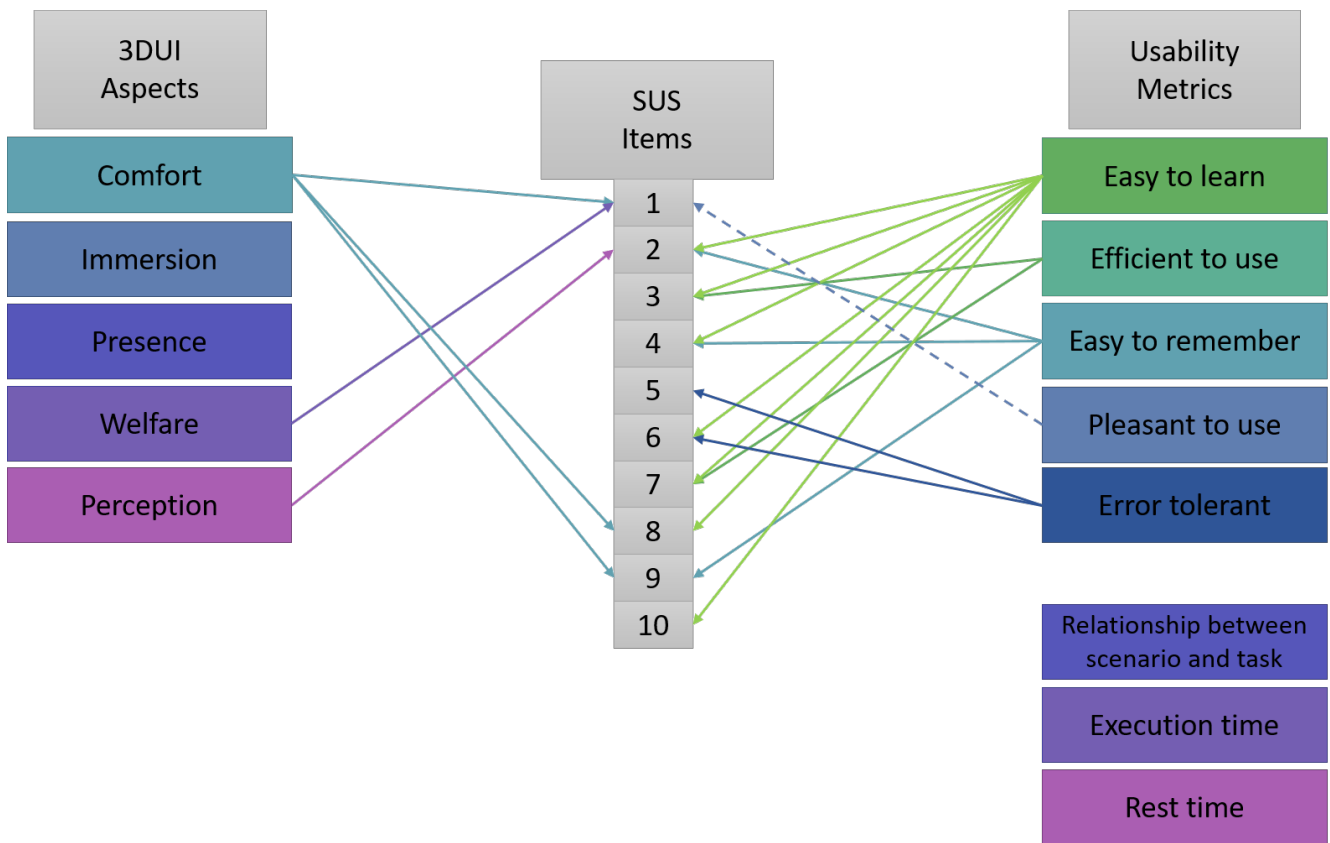 3DUI
Aspects
Comfort
Immersion
Presence
Welfare
Perception
SUS
Items
1
2
3
4
5
6
7
8
9
10
Usability
Metrics
Easy to learn
Efficient to use
Easy to remember
Pleasant to use
Error tolerant
Relationship between
scenario and task
Execution time
Rest time